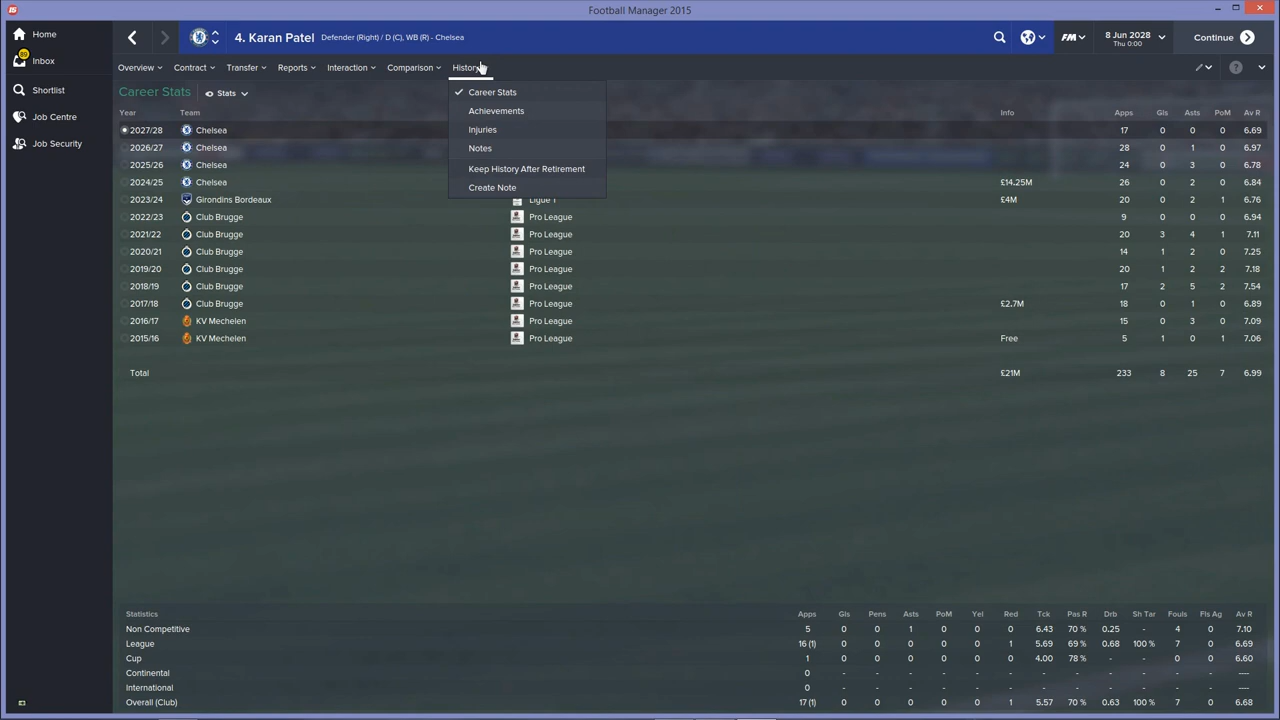 Football Manager 2015
Home
Inbox
89
Shortlist
Job Centre
Job Security
4. Karan Patel Defender (Right) / D (C), WB (R) - Chelsea
FM
8 Jun 2028
Thu 0:00
Continue
Overview Contract Transfer Reports Interaction Comparison History
Career Stats Stats
Career Stats
Achievements
Injuries
Notes
Keep History After Retirement
Create Note
Year Team Info Apps Gls Asts PoM Av R
2027/28 Chelsea 17 0 0 0 6.69
2026/27 Chelsea 28 0 1 0 6.97
2025/26 Chelsea 24 0 3 0 6.78
2024/25 Chelsea £14.25M 26 0 2 0 6.84
2023/24 Girondins Bordeaux Ligue 1 £4M 20 0 2 1 6.76
2022/23 Club Brugge Pro League 9 0 0 0 6.94
2021/22 Club Brugge Pro League 20 3 4 1 7.11
2020/21 Club Brugge Pro League 14 1 2 0 7.25
2019/20 Club Brugge Pro League 20 1 2 2 7.18
2018/19 Club Brugge Pro League 17 2 5 2 7.54
2017/18 Club Brugge Pro League £2.7M 18 0 1 0 6.89
2016/17 KV Mechelen Pro League 15 0 3 0 7.09
2015/16 KV Mechelen Pro League Free 5 1 0 1 7.06
Total £21M 233 8 25 7 6.99
Statistics Apps Gls Pens Asts PoM Yel Red Tck Pas R Drb Sh Tar Fouls Fls Ag Av R
Non Competitive 5 0 0 1 0 0 0 6.43 70 % 0.25 - 4 0 7.10
League 16 (1) 0 0 0 0 0 1 5.69 69 % 0.68 100 % 7 0 6.69
Cup 1 0 0 0 0 0 0 4.00 78 % - - 0 0 6.60
Continental 0 - - - - - - - - - - - - ----
International 0 - - - - - - - - - - - - ----
Overall (Club) 17 (1) 0 0 0 0 0 1 5.57 70 % 0.63 100 % 7 0 6.68